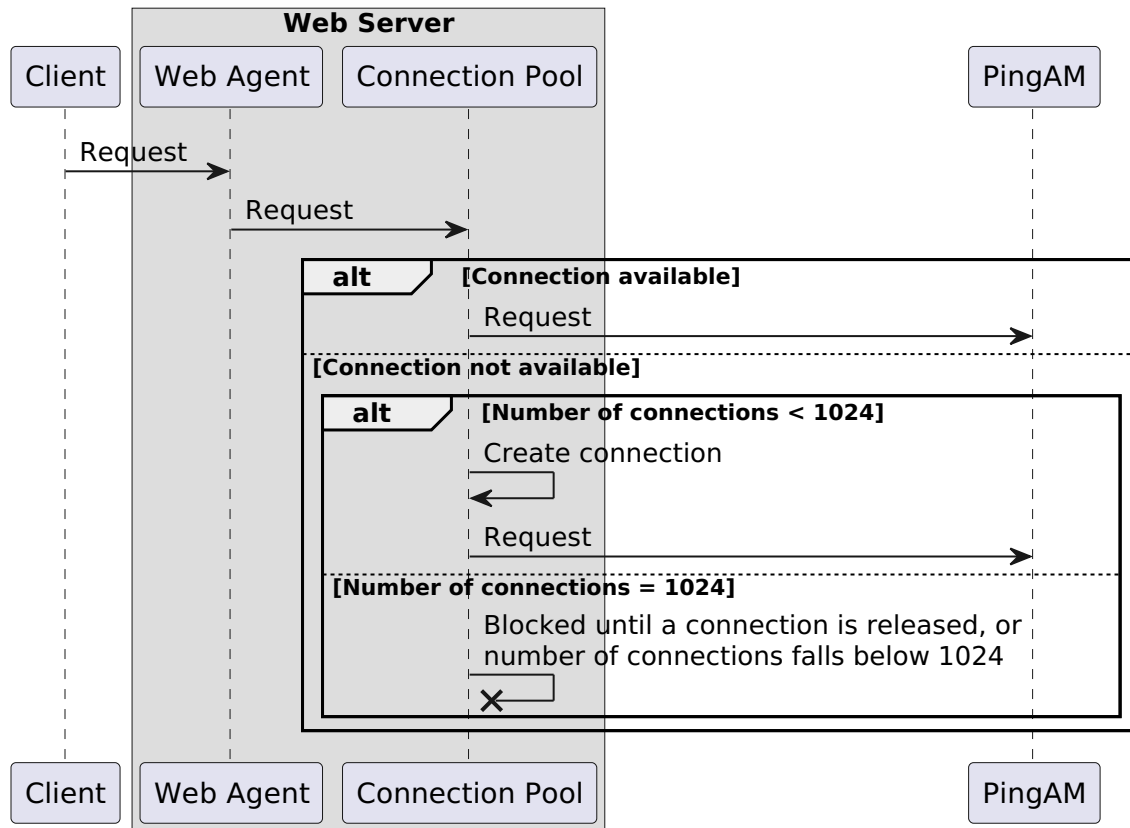 Web Server
Client
Web Agent
Connection Pool
PingAM
Request
Request
alt
[Connection available]
Request
[Connection not available]
alt
[Number of connections < 1024]
Create connection
Request
[Number of connections = 1024]
Blocked until a connection is released, or
number of connections falls below 1024
Client
Web Agent
Connection Pool
PingAM